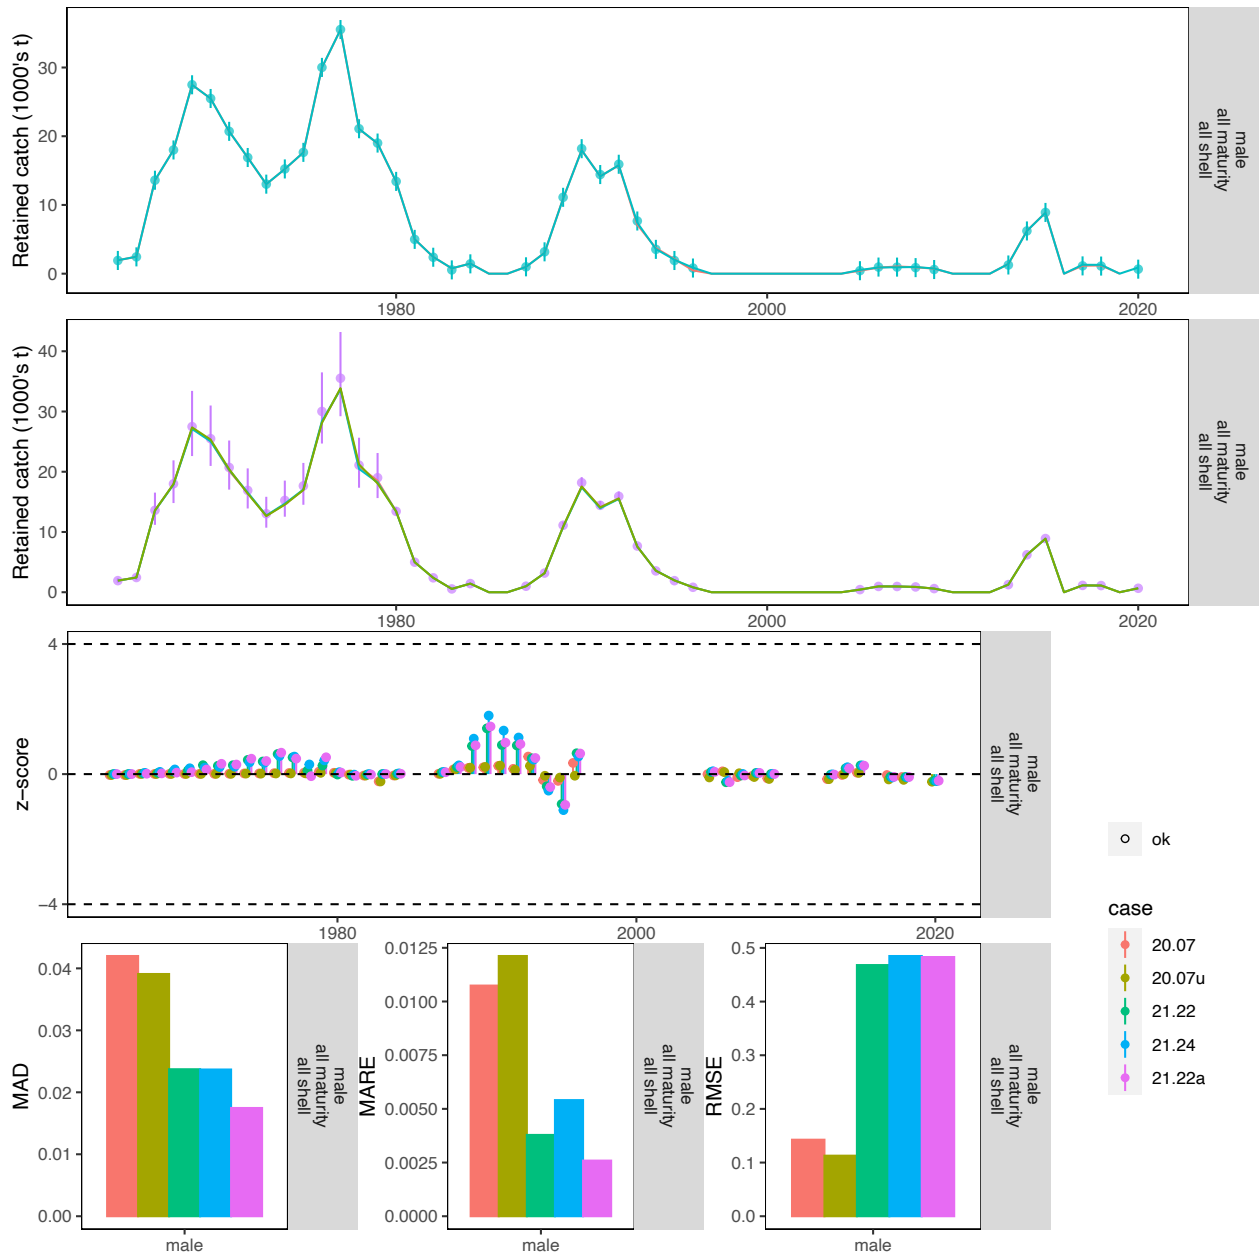 Retained catch (1000's t)
30
20
10
0
1980
2000
2020
male
all maturity
all shell
Retained catch (1000's t)
40
30
20
10
0
1980
2000
2020
male
all maturity
all shell
z−score
4
0
−4
1980
2000
2020
male
all maturity
all shell
ok
case
20.07
20.07u
21.22
21.24
21.22a
MAD
0.04
0.03
0.02
0.01
0.00
male
male
all maturity
all shell
MARE
0.0125
0.0100
0.0075
0.0050
0.0025
0.0000
male
male
all maturity
all shell
RMSE
0.5
0.4
0.3
0.2
0.1
0.0
male
male
all maturity
all shell